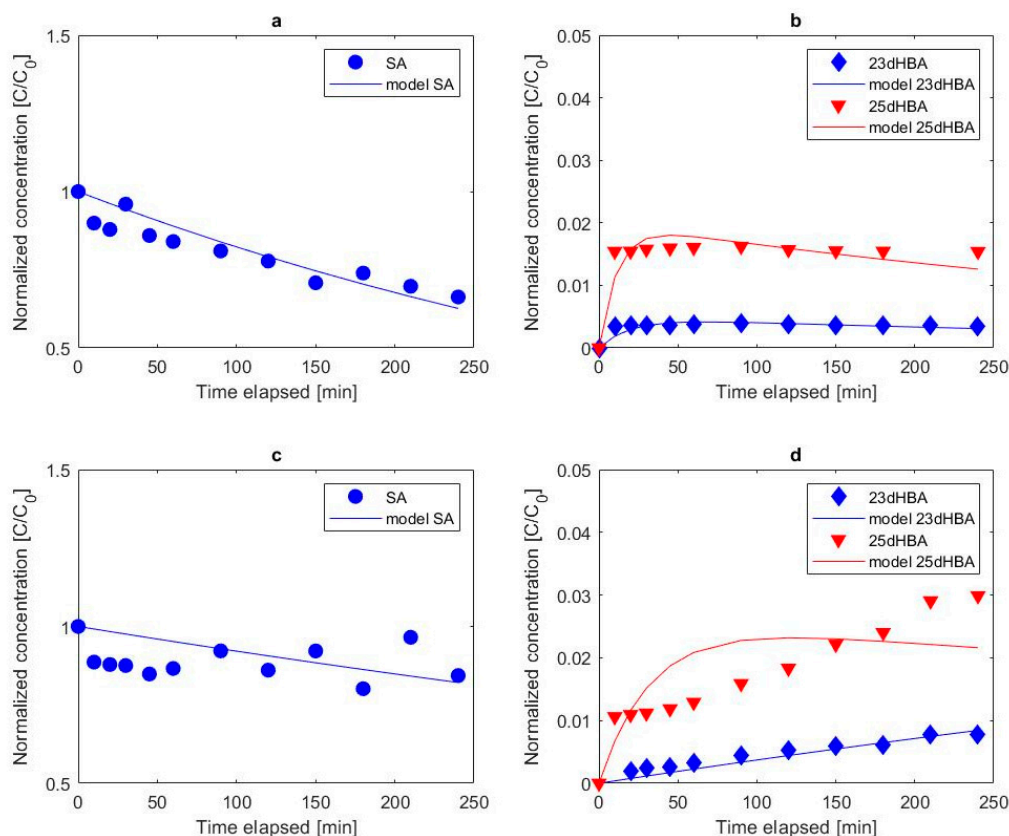 a
1.5
1
0.5
Normalized concentration [C/C₀]
SA
model SA
0 50 100 150 200 250
Time elapsed [min]
b
0.05
0.04
0.03
0.02
0.01
0
Normalized concentration [C/C₀]
23dHBA
model 23dHBA
25dHBA
model 25dHBA
0 50 100 150 200 250
Time elapsed [min]
c
1.5
1
0.5
Normalized concentration [C/C₀]
SA
model SA
0 50 100 150 200 250
Time elapsed [min]
d
0.05
0.04
0.03
0.02
0.01
0
Normalized concentration [C/C₀]
23dHBA
model 23dHBA
25dHBA
model 25dHBA
0 50 100 150 200 250
Time elapsed [min]